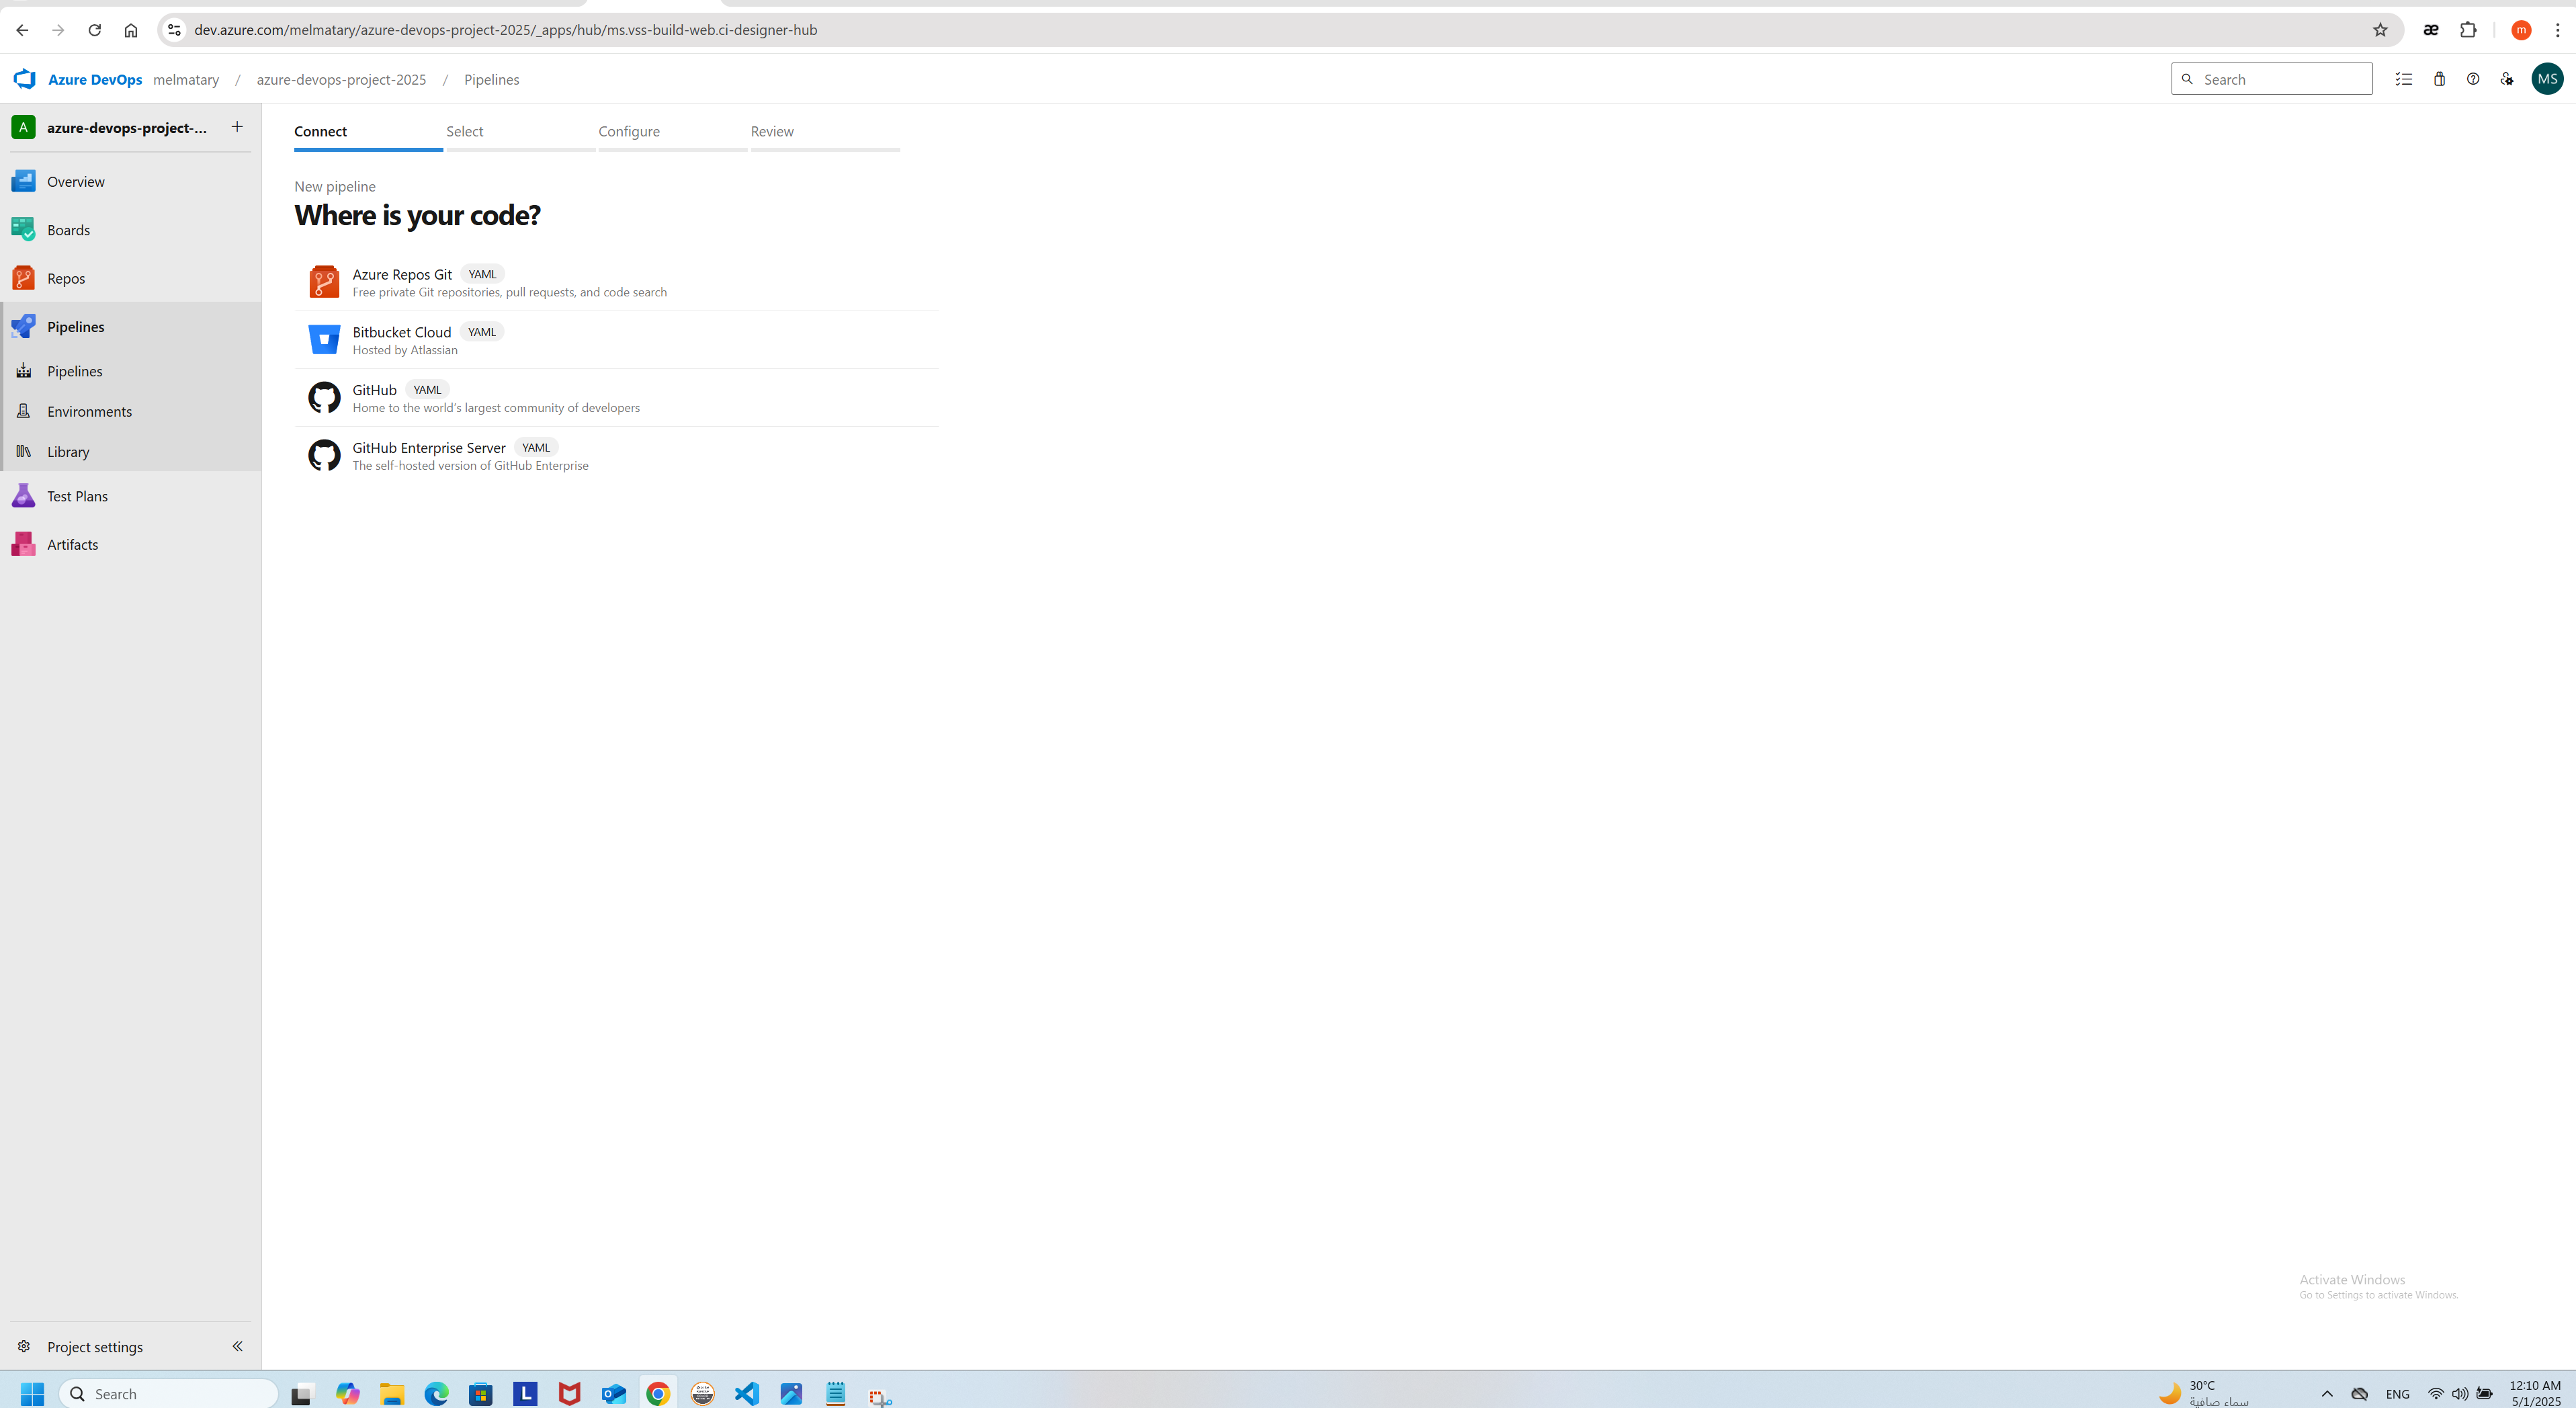 dev.azure.com/melmatary/azure-devops-project-2025/_apps/hub/ms.vss-build-web.ci-designer-hub
æ
m
Azure DevOps melmatary / azure-devops-project-2025 / Pipelines
Search
MS
A azure-devops-project-...
Overview
Boards
Repos
Pipelines
Pipelines
Environments
Library
Test Plans
Artifacts
Project settings
Connect Select Configure Review
New pipeline
Where is your code?
Azure Repos Git YAML
Free private Git repositories, pull requests, and code search
Bitbucket Cloud YAML
Hosted by Atlassian
GitHub YAML
Home to the world's largest community of developers
GitHub Enterprise Server YAML
The self-hosted version of GitHub Enterprise
Activate Windows
Go to Settings to activate Windows.
Search
L
30°C
سماء صافية
ENG
12:10 AM
5/1/2025